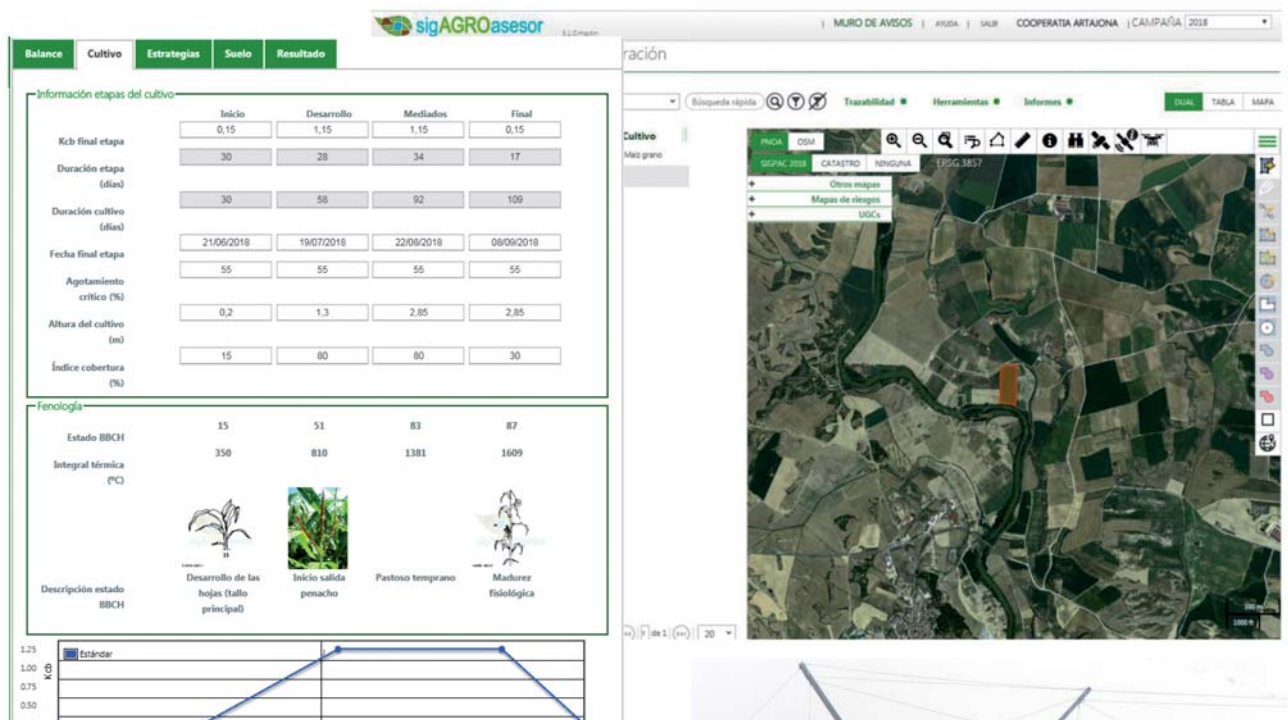 sigAGROasesor
| MURO DE AVISOS | AYUDA | SALIR COOPERATIA ARTAJONA | CAMPAÑA 2018
Balance Cultivo Estrategias Suelo Resultado
ración
Información etapas del cultivo
Inicio Desarrollo Mediados Final
Kcb final etapa 0,15 1,15 1,15 0,15
Duración etapa (días) 30 28 34 17
Duración cultivo (días) 30 58 92 109
Fecha final etapa 21/06/2018 19/07/2018 22/08/2018 08/09/2018
Agotamiento crítico (%) 55 55 55 55
Altura del cultivo (m) 0,2 1,3 2,85 2,85
Índice cobertura (%) 15 80 80 30
Fenología
Estado BBCH 15 51 83 87
Integral térmica (ºC) 350 810 1381 1609
Descripción estado BBCH
Desarrollo de las hojas (tallo principal)
Inicio salida penacho
Pastoso temprano
Madurez fisiológica
1.25
1.00
0.75
0.50
Kcb
Estándar
Búsqueda rápida Trazabilidad Herramientas Informes DUAL TABLA MAPA
Cultivo
Maíz grano
PNOA OSM
SIGPAC 2018 CATASTRO NINGUNA EPSG:3857
+ Otros mapas
+ Mapas de riesgos
+ UGCs
300 m
1000 ft
1 de 1 20